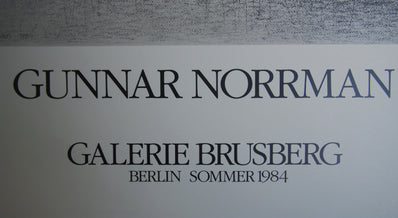 GUNNAR NORRMAN
GALERIE BRUSBERG
BERLIN SOMMER 1984